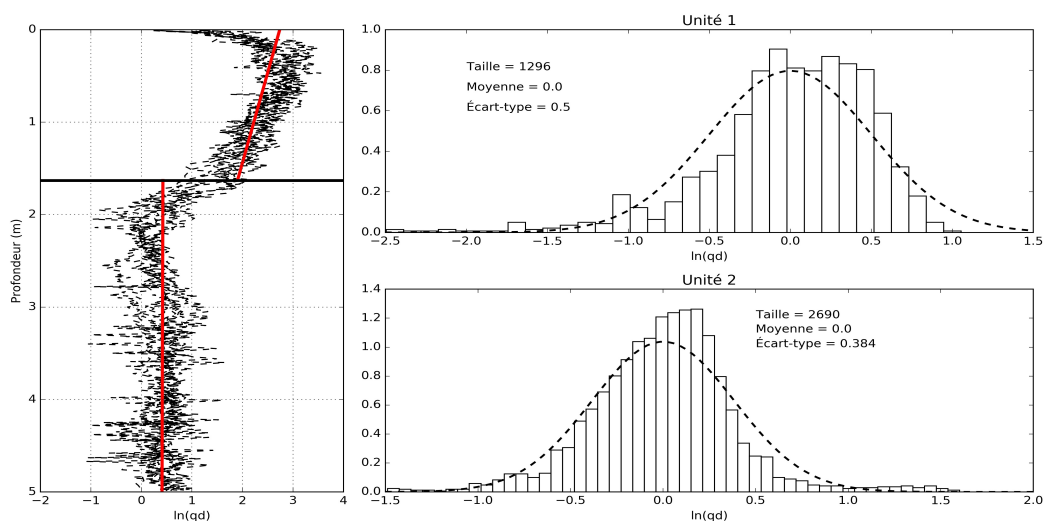 0
1
2
3
4
5
−2 −1 0 1 2 3 4
ln(qd)
Profondeur (m)
Unité 1
1.0
0.8
0.6
0.4
0.2
0.0
Taille = 1296
Moyenne = 0.0
Écart-type = 0.5
−2.5 −2.0 −1.5 −1.0 −0.5 0.0 0.5 1.0 1.5
ln(qd)
Unité 2
1.4
1.2
1.0
0.8
0.6
0.4
0.2
0.0
Taille = 2690
Moyenne = 0.0
Écart-type = 0.384
−1.5 −1.0 −0.5 0.0 0.5 1.0 1.5 2.0
ln(qd)